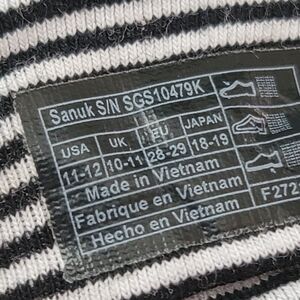 Sanuk S/N SGS10479K
USA UK EU JAPAN
11-12 10-11 28-29 18-19
Made in Vietnam
Fabrique en Vietnam
Hecho en Vietnam
F272